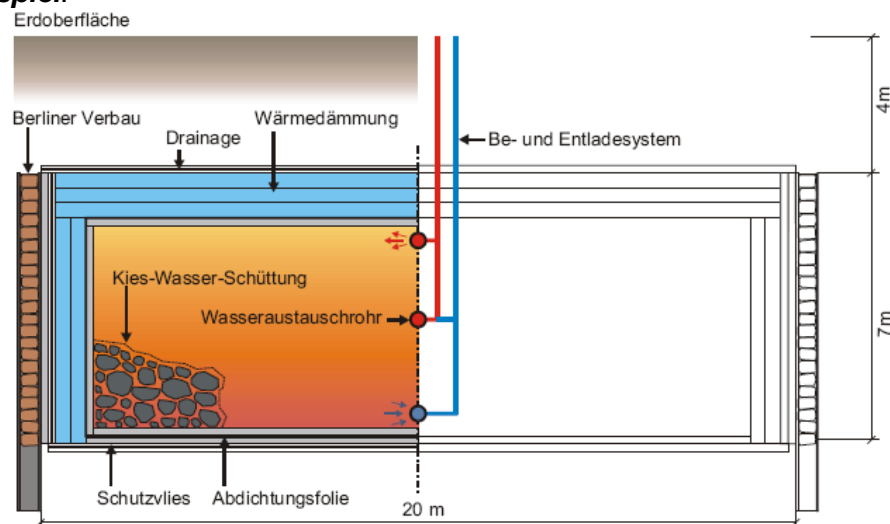 Erdoberfläche
Berliner Verbau
Drainage
Wärmedämmung
Be- und Entladesystem
4m
Kies-Wasser-Schüttung
Wasseraustauschrohr
7m
Schutzvlies
Abdichtungsfolie
20 m